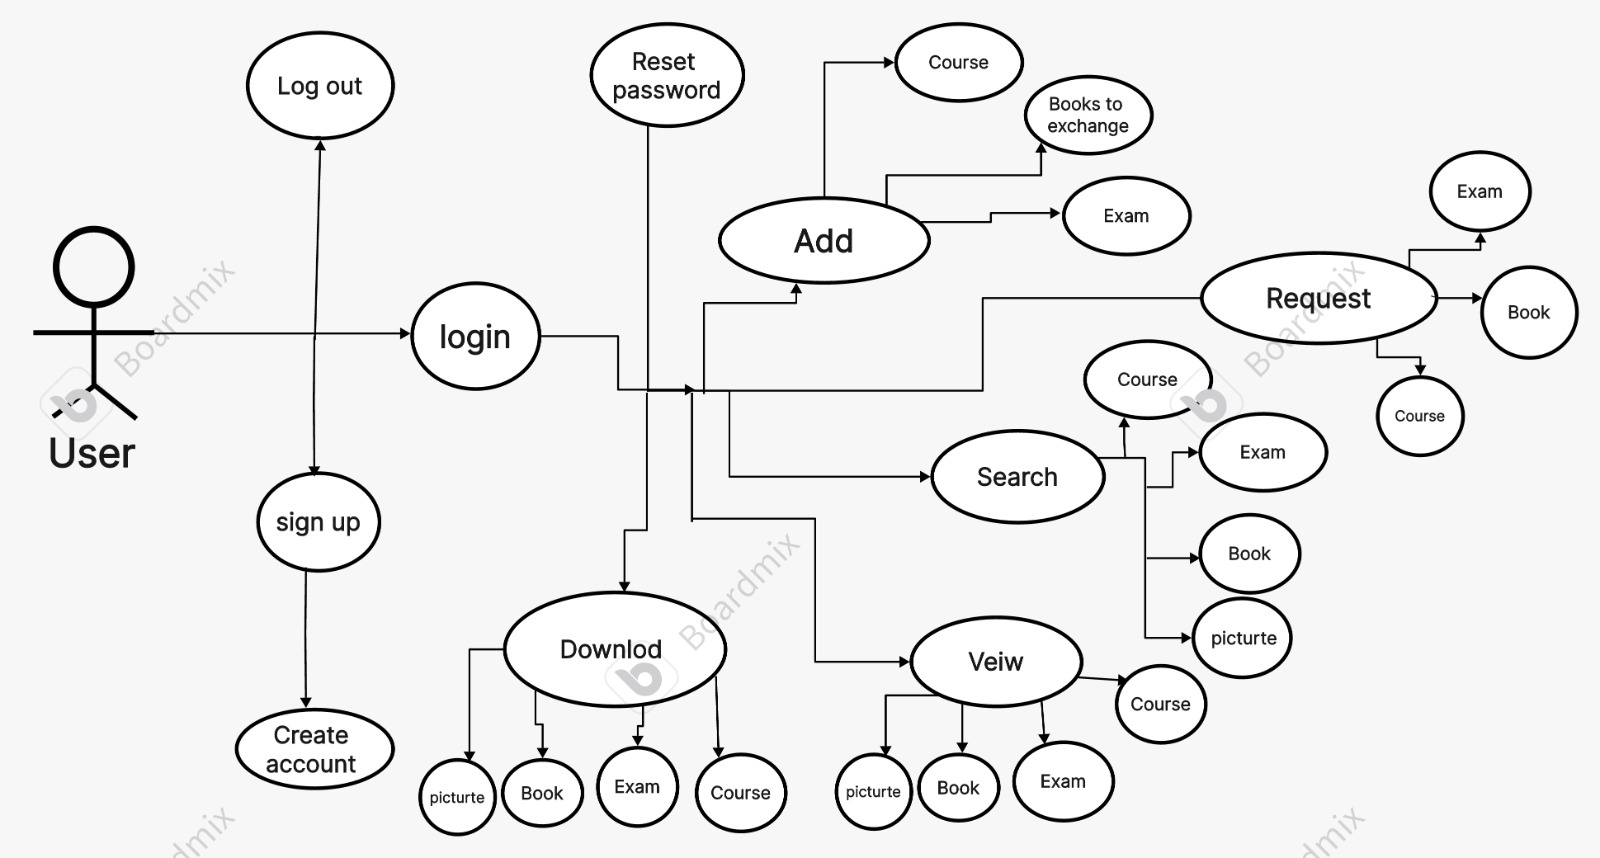 Log out
Reset
password
Course
Books to
exchange
Exam
Add
Exam
Request
Book
Course
User
login
Course
Exam
Search
Book
picturte
sign up
Create
account
Downlod
picturte
Book
Exam
Course
Veiw
Course
picturte
Book
Exam
Boardmix
Boardmix
Boardmix
Boardmix
Boardmix